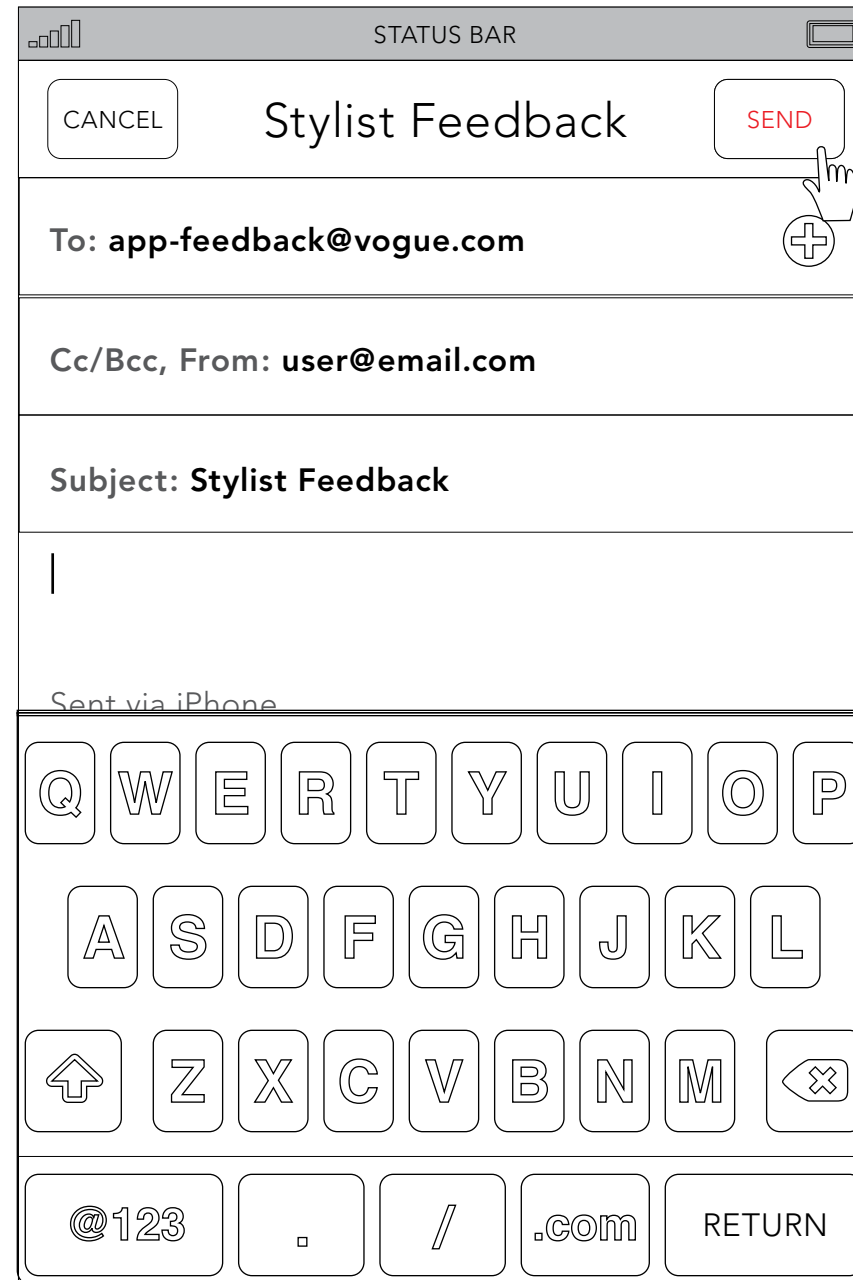 STATUS BAR
CANCEL Stylist Feedback SEND
To: app-feedback@vogue.com
Cc/Bcc, From: user@email.com
Subject: Stylist Feedback
Sent via iPhone
Q W E R T Y U I O P
A S D F G H J K L
Z X C V B N M
@123 . / .com RETURN